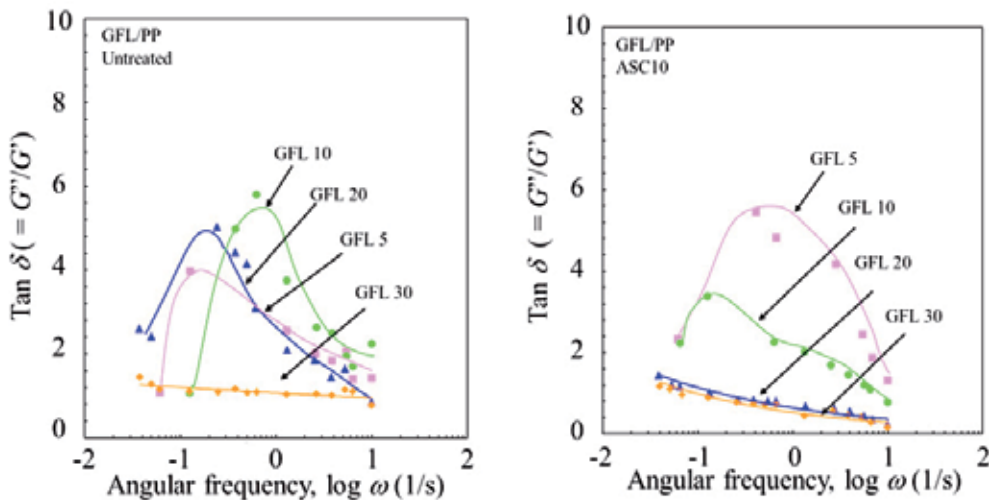 GFL/PP
Untreated
GFL 10
GFL 20
GFL 5
GFL 30
Tan δ ( = G"/G')
10
8
6
4
2
0
-2
-1
0
1
2
Angular frequency, log ω (1/s)
GFL/PP
ASC10
GFL 5
GFL 10
GFL 20
GFL 30
Tan δ ( = G"/G')
10
8
6
4
2
0
-2
-1
0
1
2
Angular frequency, log ω (1/s)